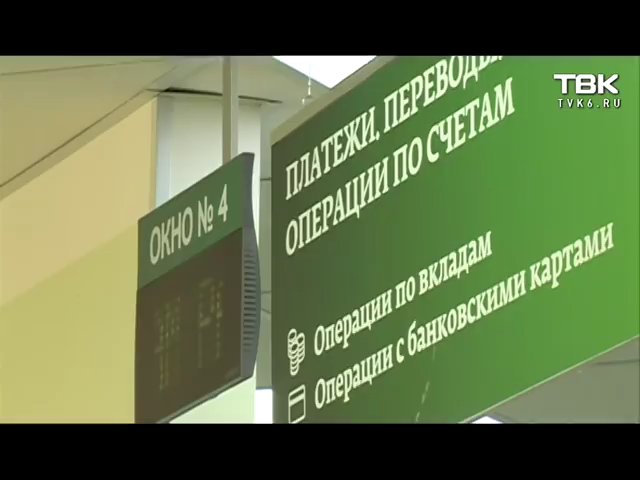 ТВК
TVK6.RU
ПЛАТЕЖИ, ПЕРЕВОДЫ,
ОПЕРАЦИИ ПО СЧЕТАМ
ОКНО № 4
Операции по вкладам
Операции с банковскими картами